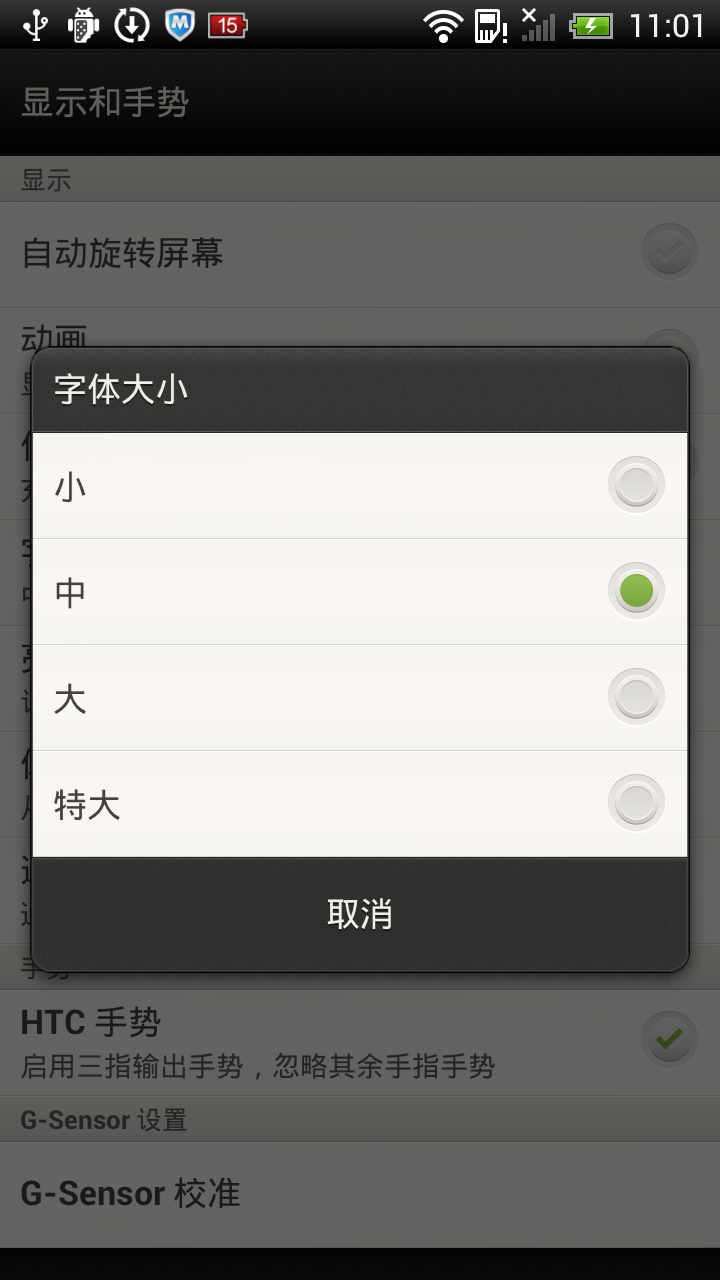 15 11:01
显示和手势
显示
自动旋转屏幕
动画
字体大小
小
中
大
特大
取消
手势
HTC 手势
启用三指输出手势，忽略其余手指手势
G-Sensor 设置
G-Sensor 校准